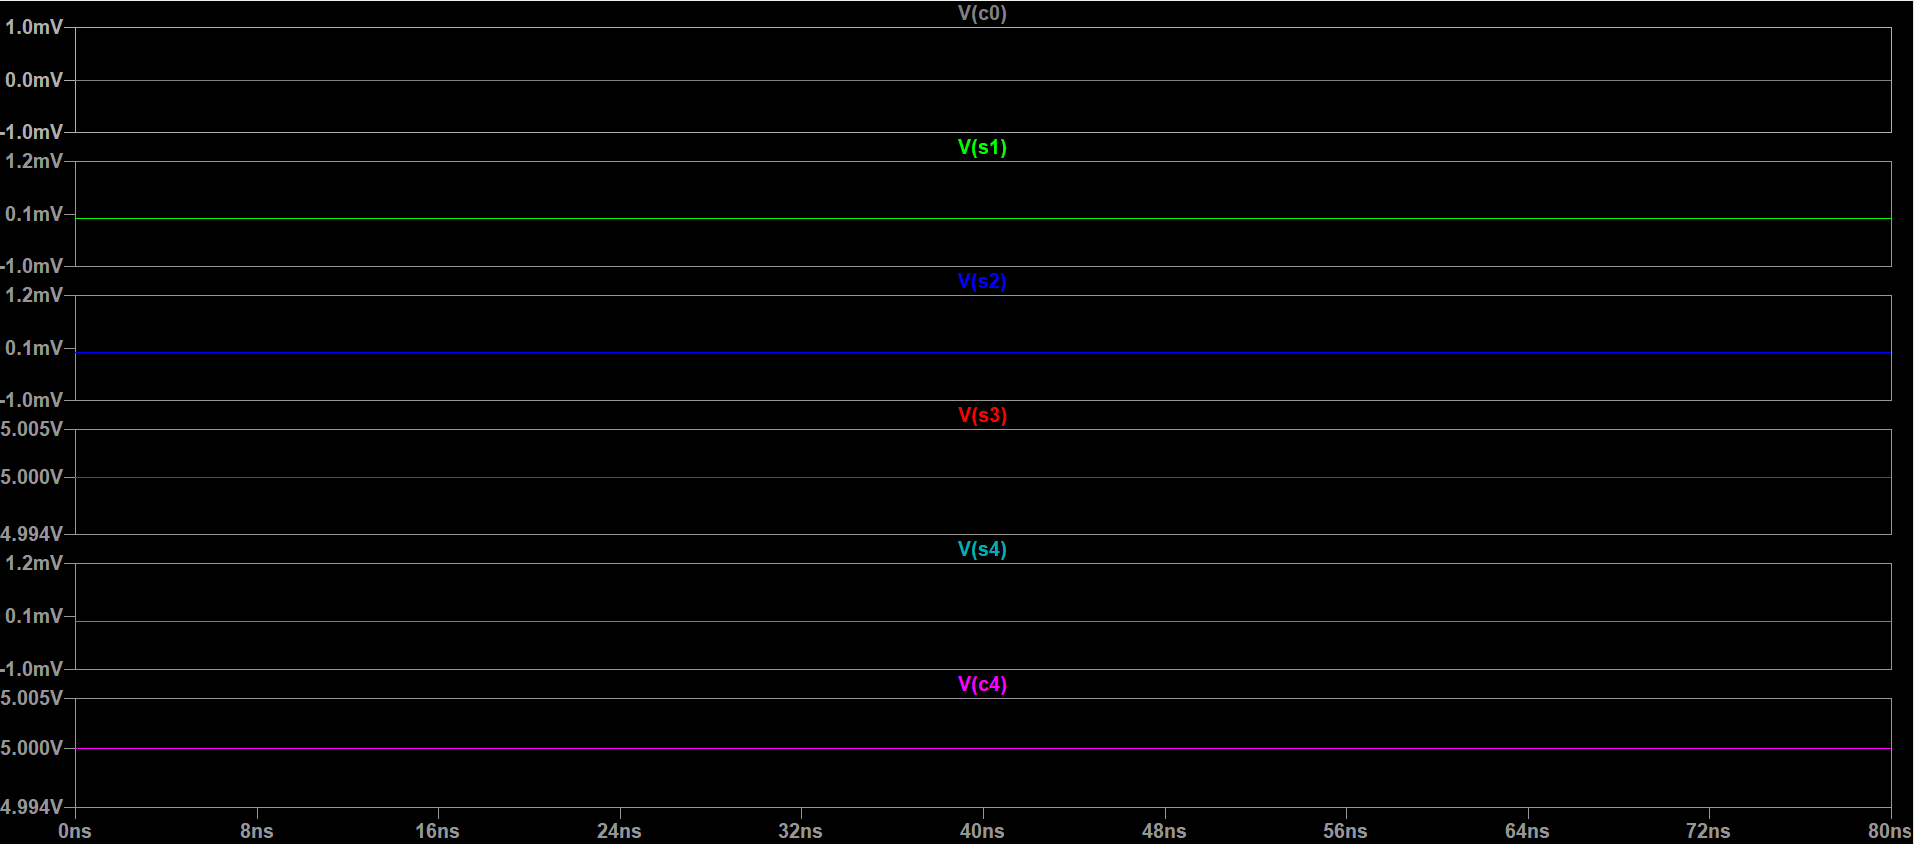 V(c0)
1.0mV
0.0mV
-1.0mV
V(s1)
1.2mV
0.1mV
-1.0mV
V(s2)
1.2mV
0.1mV
-1.0mV
V(s3)
5.005V
5.000V
4.994V
V(s4)
1.2mV
0.1mV
-1.0mV
V(c4)
5.005V
5.000V
4.994V
0ns 8ns 16ns 24ns 32ns 40ns 48ns 56ns 64ns 72ns 80ns